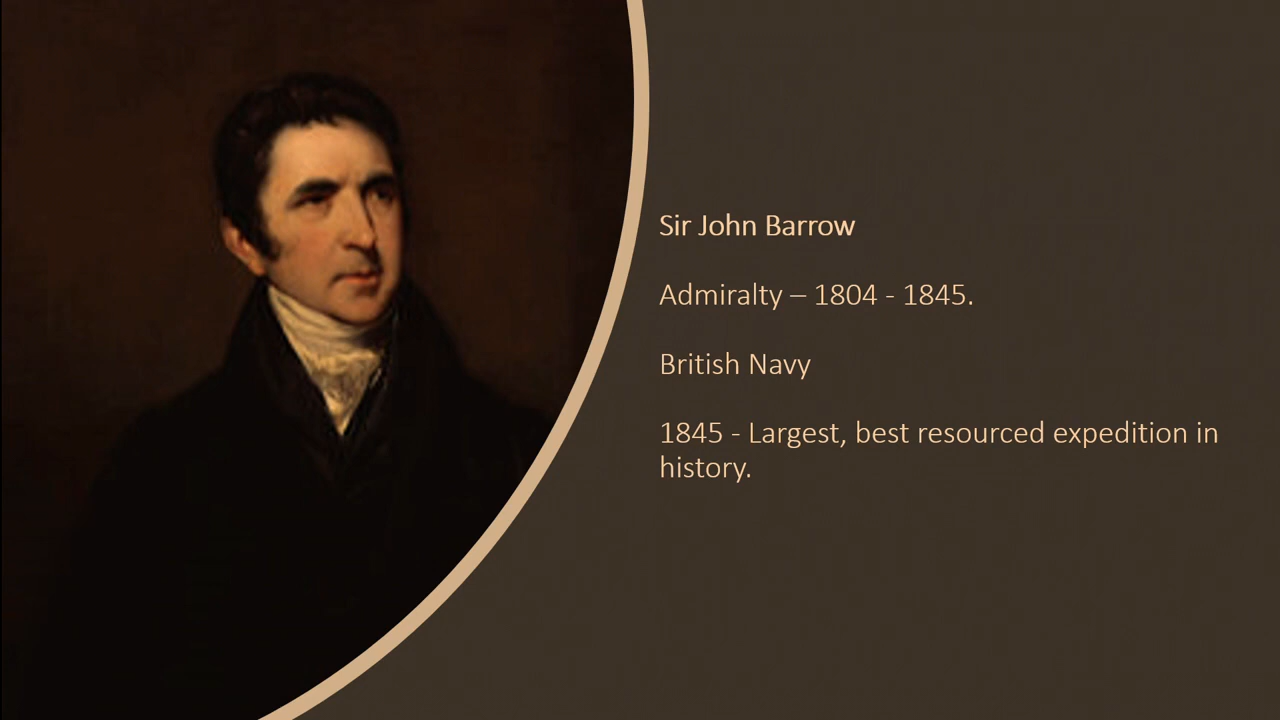 Sir John Barrow
Admiralty – 1804 - 1845.
British Navy
1845 - Largest, best resourced expedition in
history.